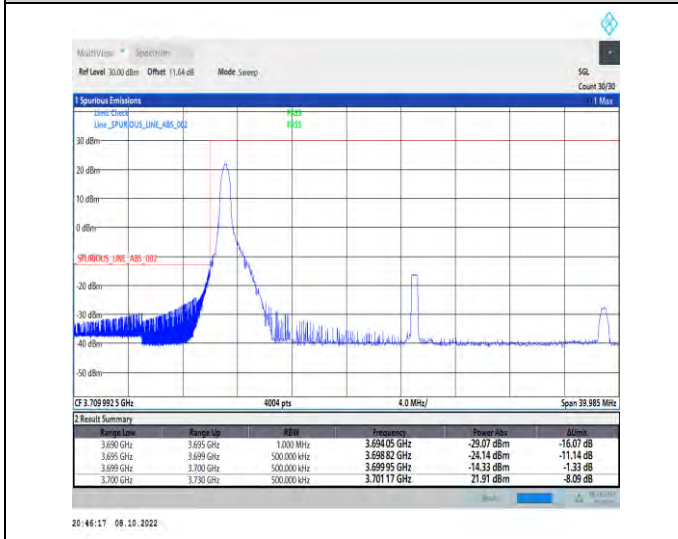 MultiView Spectrum
Ref Level 30.00 dBm Offset 11.64 dB Mode Sweep SGL
Count 30/30
1 Spurious Emissions 1 Max
Limit Check PASS
Line _SPURIOUS_LINE_ABS_002 PASS
30 dBm
20 dBm
10 dBm
0 dBm
_SPURIOUS_LINE_ABS_002
-20 dBm
-30 dBm
-40 dBm
-50 dBm
CF 3.709 992 5 GHz 4004 pts 4.0 MHz/ Span 39.985 MHz
2 Result Summary
Range Low Range Up RBW Frequency Power Abs ΔLimit
3.690 GHz 3.695 GHz 1.000 MHz 3.694 05 GHz -29.07 dBm -16.07 dB
3.695 GHz 3.699 GHz 500.000 kHz 3.698 82 GHz -24.14 dBm -11.14 dB
3.699 GHz 3.700 GHz 500.000 kHz 3.699 95 GHz -14.33 dBm -1.33 dB
3.700 GHz 3.730 GHz 500.000 kHz 3.701 17 GHz 21.91 dBm -8.09 dB
20:46:17 08.10.2022